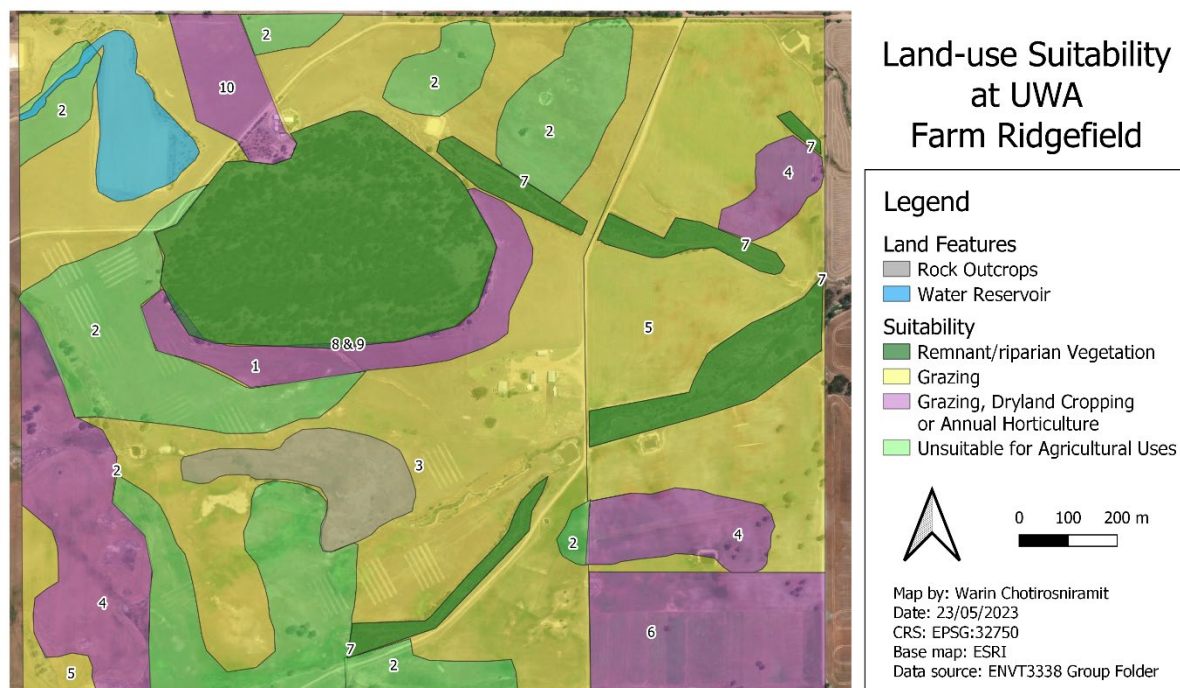 Land-use Suitability
at UWA
Farm Ridgefield
Legend
Land Features
Rock Outcrops
Water Reservoir
Suitability
Remnant/riparian Vegetation
Grazing
Grazing, Dryland Cropping
or Annual Horticulture
Unsuitable for Agricultural Uses
0 100 200 m
Map by: Warin Chotirosniramit
Date: 23/05/2023
CRS: EPSG:32750
Base map: ESRI
Data source: ENVT3338 Group Folder
2
2
10
2
2
7
4
7
7
7
2
5
8 & 9
1
2
3
4
2
4
6
7
2
5